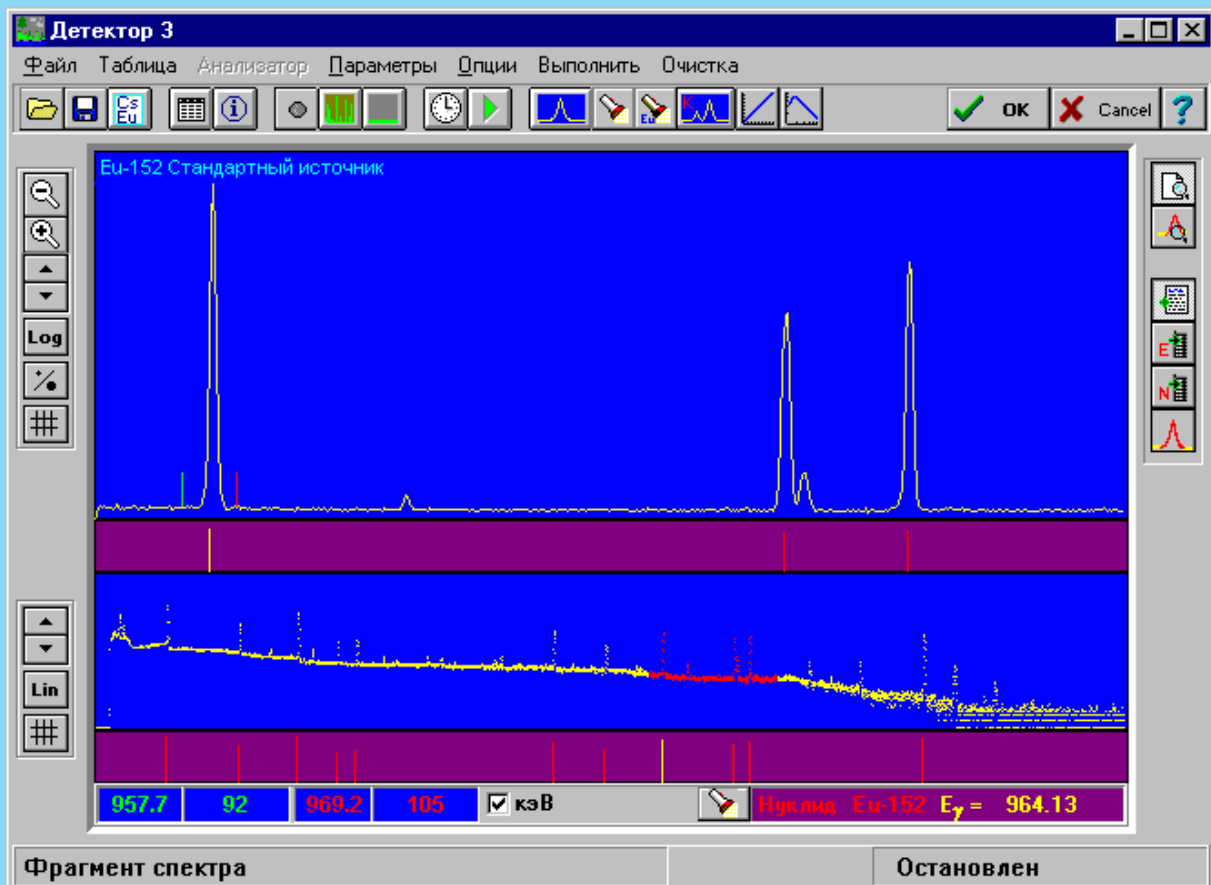 Детектор 3
Файл Таблица Анализатор Параметры Опции Выполнить Очистка
Cs
Eu
Eu
K
OK
Cancel
?
Eu-152 Стандартный источник
Log
E
N
Lin
957.7 92 969.2 105 кэВ Нуклид Eu-152 Eγ = 964.13
Фрагмент спектра Остановлен